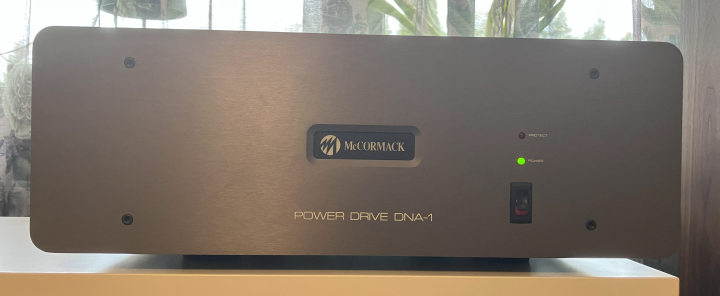 McCORMACK
PROTECT
POWER
POWER DRIVE DNA-1